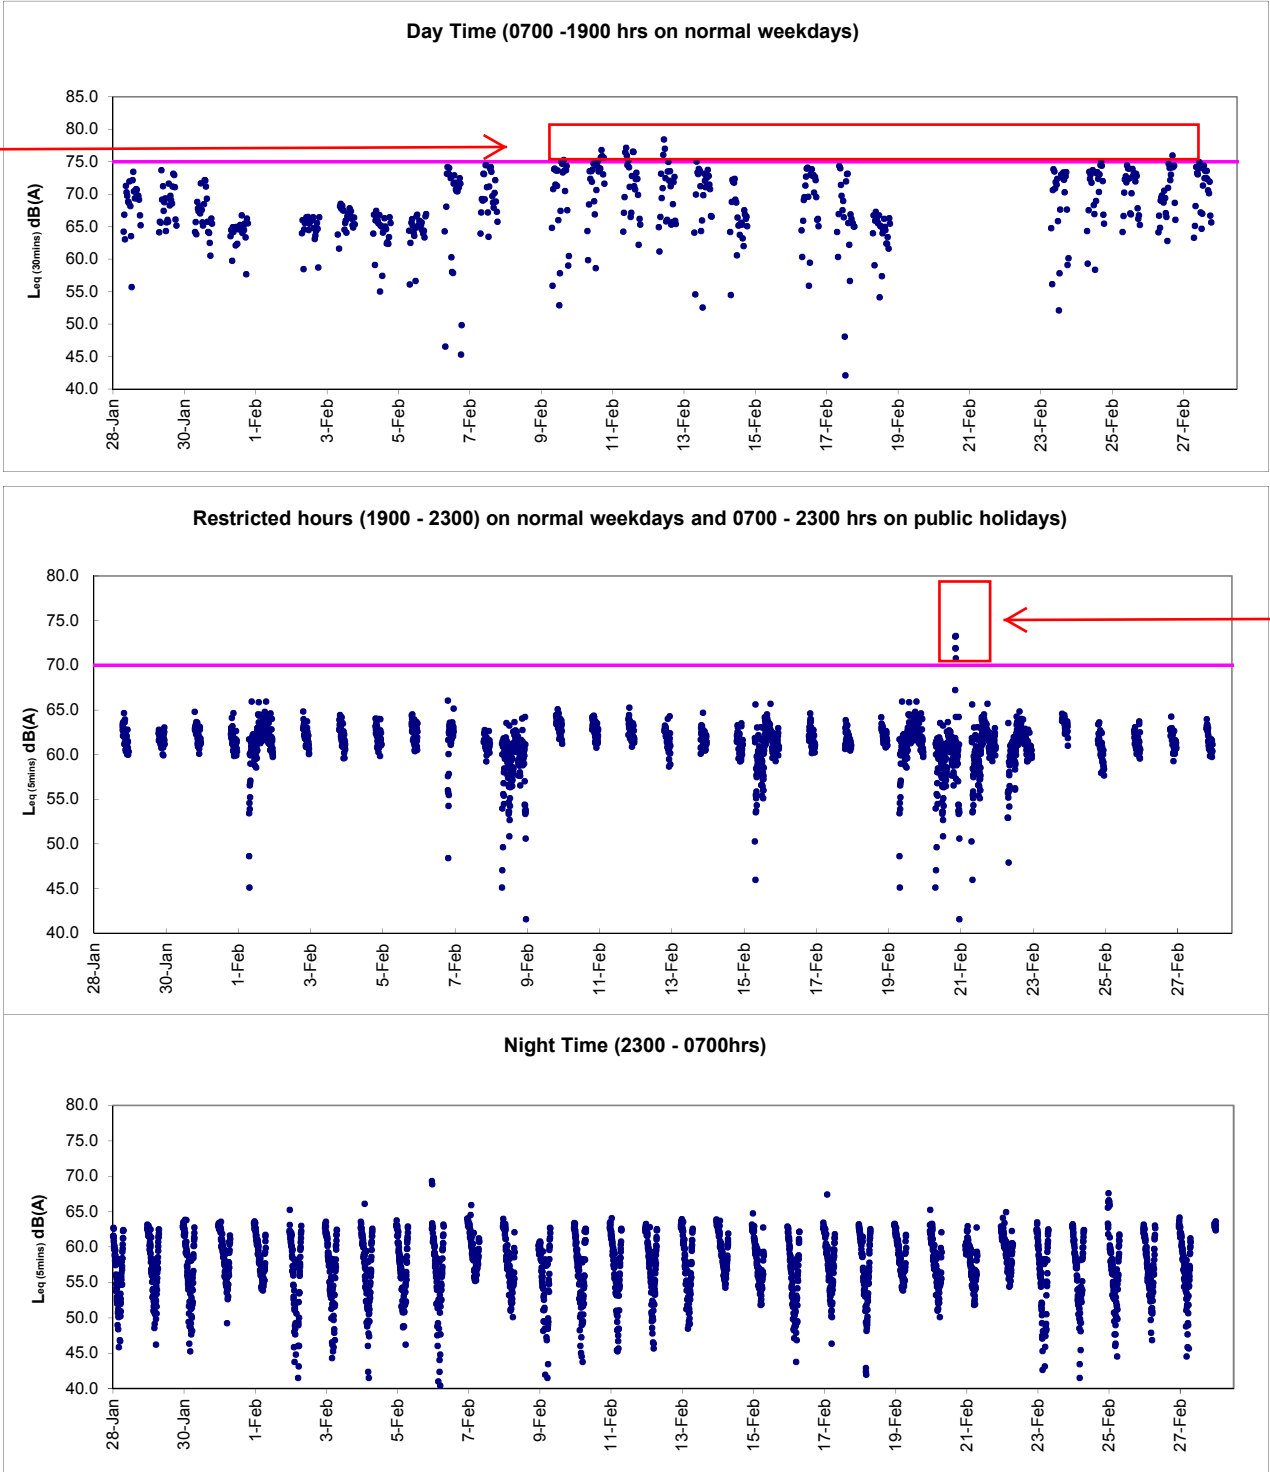 Day Time (0700 -1900 hrs on normal weekdays)
85.0
80.0
75.0
70.0
65.0
60.0
55.0
50.0
45.0
40.0
Leq (30mins) dB(A)
28-Jan
30-Jan
1-Feb
3-Feb
5-Feb
7-Feb
9-Feb
11-Feb
13-Feb
15-Feb
17-Feb
19-Feb
21-Feb
23-Feb
25-Feb
27-Feb
Restricted hours (1900 - 2300) on normal weekdays and 0700 - 2300 hrs on public holidays)
80.0
75.0
70.0
65.0
60.0
55.0
50.0
45.0
40.0
Leq (5mins) dB(A)
28-Jan
30-Jan
1-Feb
3-Feb
5-Feb
7-Feb
9-Feb
11-Feb
13-Feb
15-Feb
17-Feb
19-Feb
21-Feb
23-Feb
25-Feb
27-Feb
Night Time (2300 - 0700hrs)
80.0
75.0
70.0
65.0
60.0
55.0
50.0
45.0
40.0
Leq (5mins) dB(A)
28-Jan
30-Jan
1-Feb
3-Feb
5-Feb
7-Feb
9-Feb
11-Feb
13-Feb
15-Feb
17-Feb
19-Feb
21-Feb
23-Feb
25-Feb
27-Feb